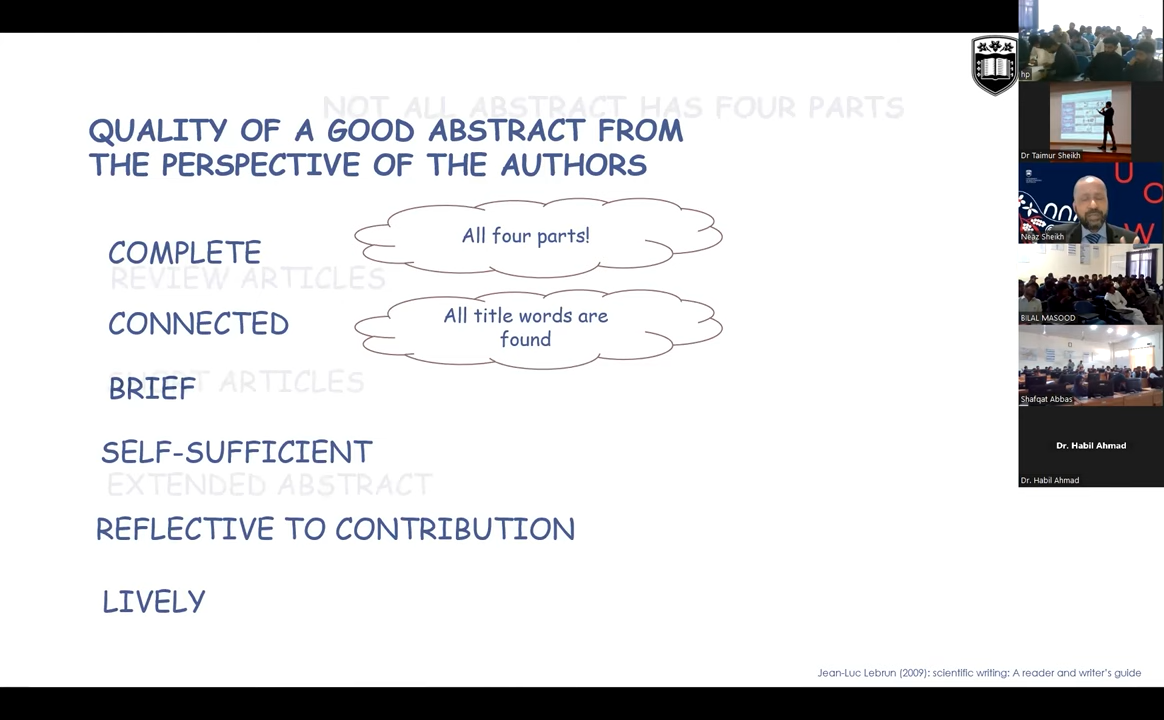 NOT ALL ABSTRACT HAS FOUR PARTS
QUALITY OF A GOOD ABSTRACT FROM
THE PERSPECTIVE OF THE AUTHORS
All four parts!
COMPLETE
REVIEW ARTICLES
All title words are
found
CONNECTED
SHORT ARTICLES
BRIEF
SELF-SUFFICIENT
EXTENDED ABSTRACT
REFLECTIVE TO CONTRIBUTION
LIVELY
Jean-Luc Lebrun (2009): scientific writing: A reader and writer's guide
hp
Dr Taimur Sheikh
U
O
W
Neaz Sheikh
BILAL MASOOD
Shafqat Abbas
Dr. Habil Ahmad
Dr. Habil Ahmad